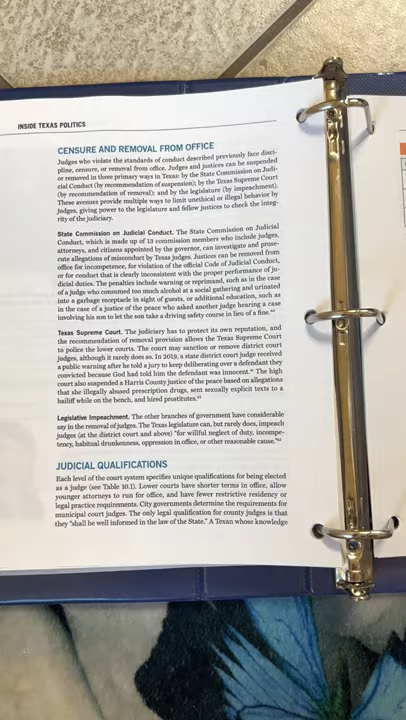 INSIDE TEXAS POLITICS
CENSURE AND REMOVAL FROM OFFICE
Judges who violate the standards of conduct described previously face disci-
pline, censure, or removal from office. Judges and justices can be suspended
or removed in three primary ways in Texas: by the State Commission on Judi-
cial Conduct (by recommendation of suspension); by the Texas Supreme Court
(by recommendation of removal); and by the legislature (by impeachment).
These avenues provide multiple ways to limit unethical or illegal behavior by
judges, giving power to the legislature and fellow justices to check the integ-
rity of the judiciary.
State Commission on Judicial Conduct. The State Commission on Judicial
Conduct, which is made up of 13 commission members who include judges,
attorneys, and citizens appointed by the governor, can investigate and prose-
cute allegations of misconduct by Texas judges. Justices can be removed from
office for incompetence, for violation of the official Code of Judicial Conduct,
or for conduct that is clearly inconsistent with the proper performance of ju-
dicial duties. The penalties include warning or reprimand, such as in the case
of a judge who consumed too much alcohol at a social gathering and urinated
into a garbage receptacle in sight of guests, or additional education, such as
in the case of a justice of the peace who asked another judge hearing a case
involving his son to let the son take a driving safety course in lieu of a fine.
Texas Supreme Court. The judiciary has to protect its own reputation, and
the recommendation of removal provision allows the Texas Supreme Court
to police the lower courts. The court may sanction or remove district court
judges, although it rarely does so. In 2019, a state district court judge received
a public warning after he told a jury to keep deliberating over a defendant they
convicted because God had told him the defendant was innocent. The high
court also suspended a Harris County justice of the peace based on allegations
that she illegally abused prescription drugs, sent sexually explicit texts to a
bailiff while on the bench, and hired prostitutes.
Legislative Impeachment. The other branches of government have considerable
say in the removal of judges. The Texas legislature can, but rarely does, impeach
judges (at the district court and above) "for willful neglect of duty, incompe-
tency, habitual drunkenness, oppression in office, or other reasonable cause."
JUDICIAL QUALIFICATIONS
Each level of the court system specifies unique qualifications for being elected
as a judge (see Table 10.1). Lower courts have shorter terms in office, allow
younger attorneys to run for office, and have fewer restrictive residency or
legal practice requirements. City governments determine the requirements for
municipal court judges. The only legal qualification for county judges is that
they "shall be well informed in the law of the State." A Texan whose knowledge